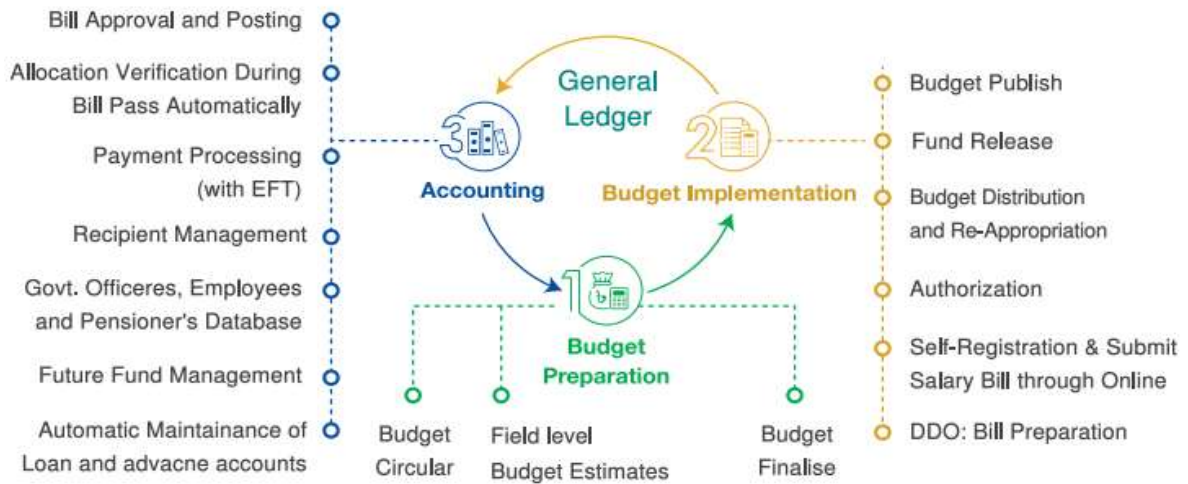 Bill Approval and Posting
Allocation Verification During
Bill Pass Automatically
Payment Processing
(with EFT)
Recipient Management
Govt. Officeres, Employees
and Pensioner's Database
Future Fund Management
Automatic Maintainance of
Loan and advacne accounts
General
Ledger
3
Accounting
2
Budget Implementation
1
৳
Budget
Preparation
Budget
Circular
Field level
Budget Estimates
Budget
Finalise
Budget Publish
Fund Release
Budget Distribution
and Re-Appropriation
Authorization
Self-Registration & Submit
Salary Bill through Online
DDO: Bill Preparation